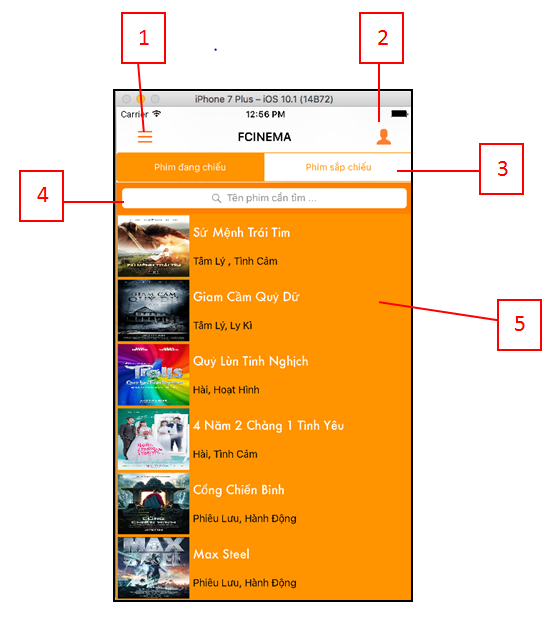 1
2
iPhone 7 Plus – iOS 10.1 (14B72)
Carrier 12:56 PM
FCINEMA
Phim đang chiếu Phim sắp chiếu
3
4
Tên phim cần tìm ...
Sứ Mệnh Trái Tim
Tâm Lý , Tình Cảm
Giam Cầm Quỷ Dữ
Tâm Lý, Ly Kì
5
Quỷ Lùn Tinh Nghịch
Trolls
Hài, Hoạt Hình
4 Năm 2 Chàng 1 Tình Yêu
Hài, Tình Cảm
Cổng Chiến Binh
Phiêu Lưu, Hành Động
MAX
Max Steel
Phiêu Lưu, Hành Động